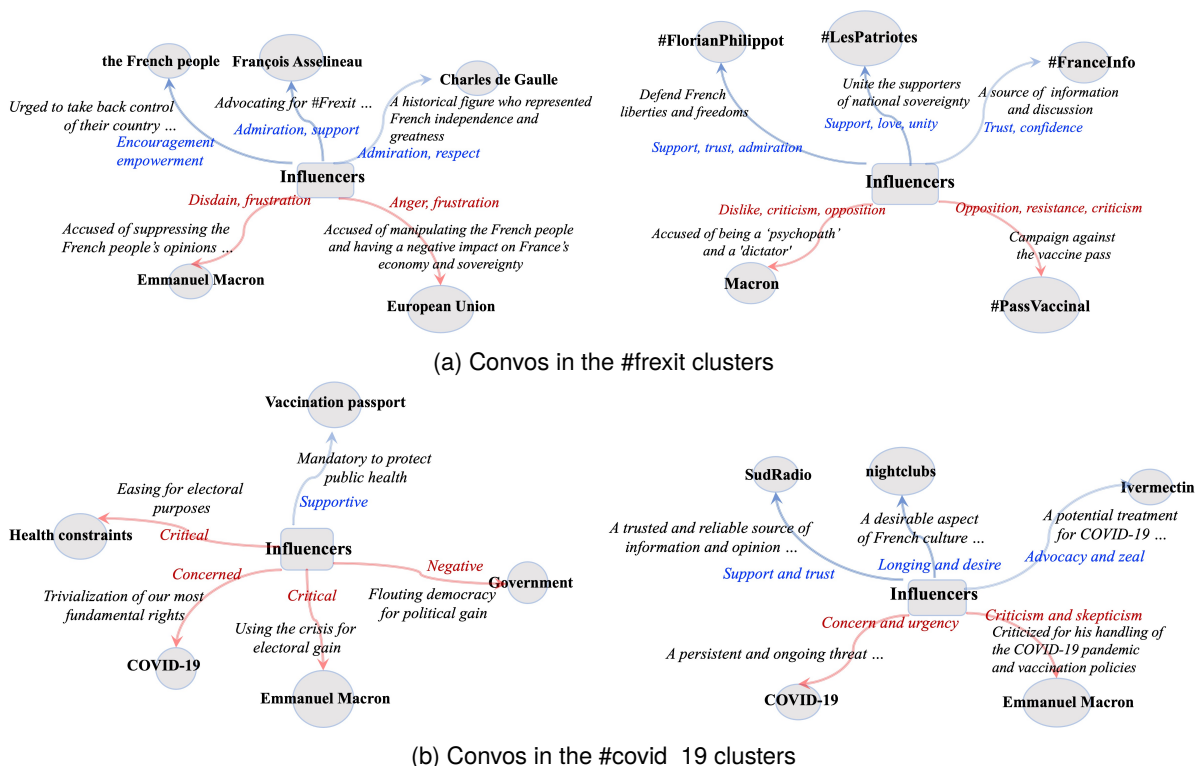 the French people
François Asselineau
Charles de Gaulle
Urged to take back control
of their country ...
Encouragement
empowerment
Advocating for #Frexit ...
Admiration, support
A historical figure who represented
French independence and
greatness
Admiration, respect
Influencers
Disdain, frustration
Anger, frustration
Accused of suppressing the
French people's opinions ...
Emmanuel Macron
Accused of manipulating the French people
and having a negative impact on France's
economy and sovereignty
European Union
#FlorianPhilippot
#LesPatriotes
#FranceInfo
Defend French
liberties and freedoms
Support, trust, admiration
Unite the supporters
of national sovereignty
Support, love, unity
A source of information
and discussion
Trust, confidence
Influencers
Dislike, criticism, opposition
Opposition, resistance, criticism
Accused of being a ‘psychopath'
and a 'dictator'
Macron
Campaign against
the vaccine pass
#PassVaccinal
(a) Convos in the #frexit clusters
Vaccination passport
Mandatory to protect
public health
Supportive
Easing for electoral
purposes
Health constraints
Critical
Influencers
Concerned
Critical
Negative
Government
Trivialization of our most
fundamental rights
Flouting democracy
for political gain
Using the crisis for
electoral gain
COVID-19
Emmanuel Macron
SudRadio
nightclubs
Ivermectin
A trusted and reliable source of
information and opinion ...
Support and trust
A desirable aspect
of French culture ...
Longing and desire
A potential treatment
for COVID-19 ...
Advocacy and zeal
Influencers
Concern and urgency
Criticism and skepticism
A persistent and ongoing threat ...
Criticized for his handling of
the COVID-19 pandemic
and vaccination policies
COVID-19
Emmanuel Macron
(b) Convos in the #covid_19 clusters